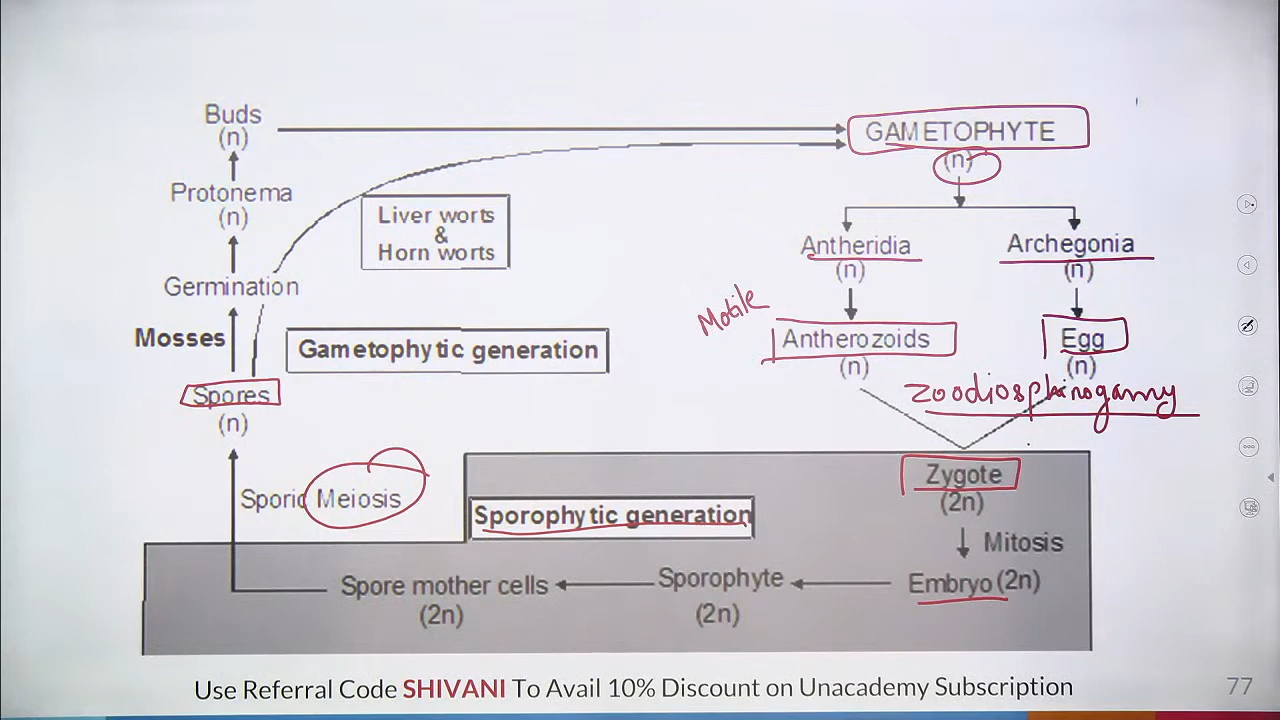 Buds
(n)
GAMETOPHYTE
(n)
Protonema
(n)
Liver worts
&
Horn worts
Antheridia
(n)
Archegonia
(n)
Germination
Motile
Mosses
Gametophytic generation
Antherozoids
(n)
Egg
(n)
Spores
(n)
zoodiosphinogamy
Sporic Meiosis
Zygote
(2n)
Sporophytic generation
Mitosis
Spore mother cells
(2n)
Sporophyte
(2n)
Embryo (2n)
Use Referral Code SHIVANI To Avail 10% Discount on Unacademy Subscription
77